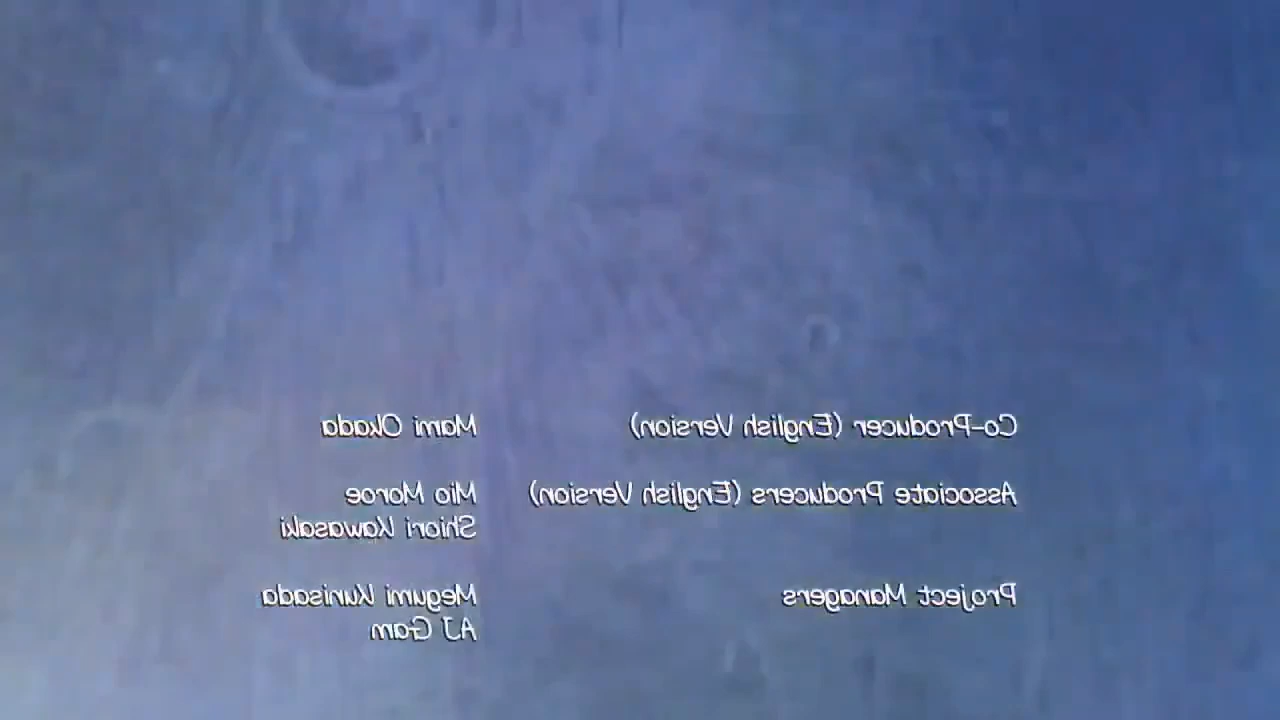 Co-Producer (English Version) Mami Okada
Associate Producers (English Version) Mio Moroe
Shiori Kawasaki
Project Managers Megumi Kunisada
AJ Gam